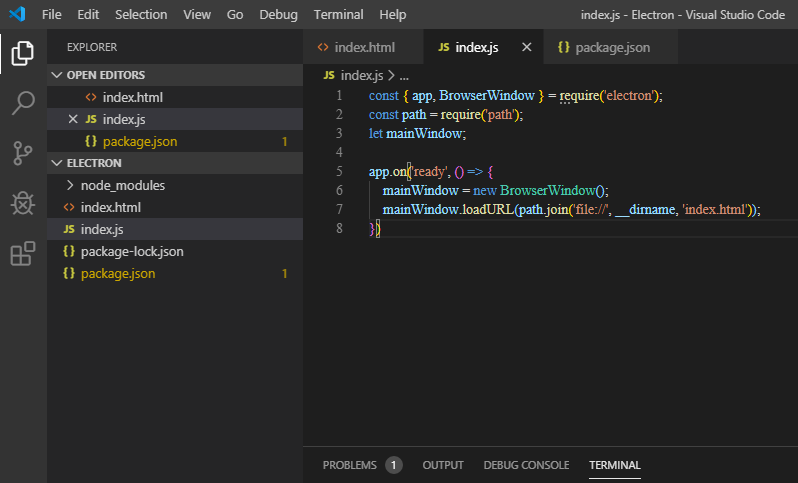 File Edit Selection View Go Debug Terminal Help index.js - Electron - Visual Studio Code
EXPLORER
OPEN EDITORS
index.html
JS index.js
{} package.json 1
ELECTRON
node_modules
index.html
JS index.js
{} package-lock.json
{} package.json 1
index.html JS index.js {} package.json
JS index.js > ...
1 const { app, BrowserWindow } = require('electron');
2 const path = require('path');
3 let mainWindow;
4
5 app.on('ready', () => {
6 mainWindow = new BrowserWindow();
7 mainWindow.loadURL(path.join('file://', __dirname, 'index.html'));
8 })
PROBLEMS 1 OUTPUT DEBUG CONSOLE TERMINAL